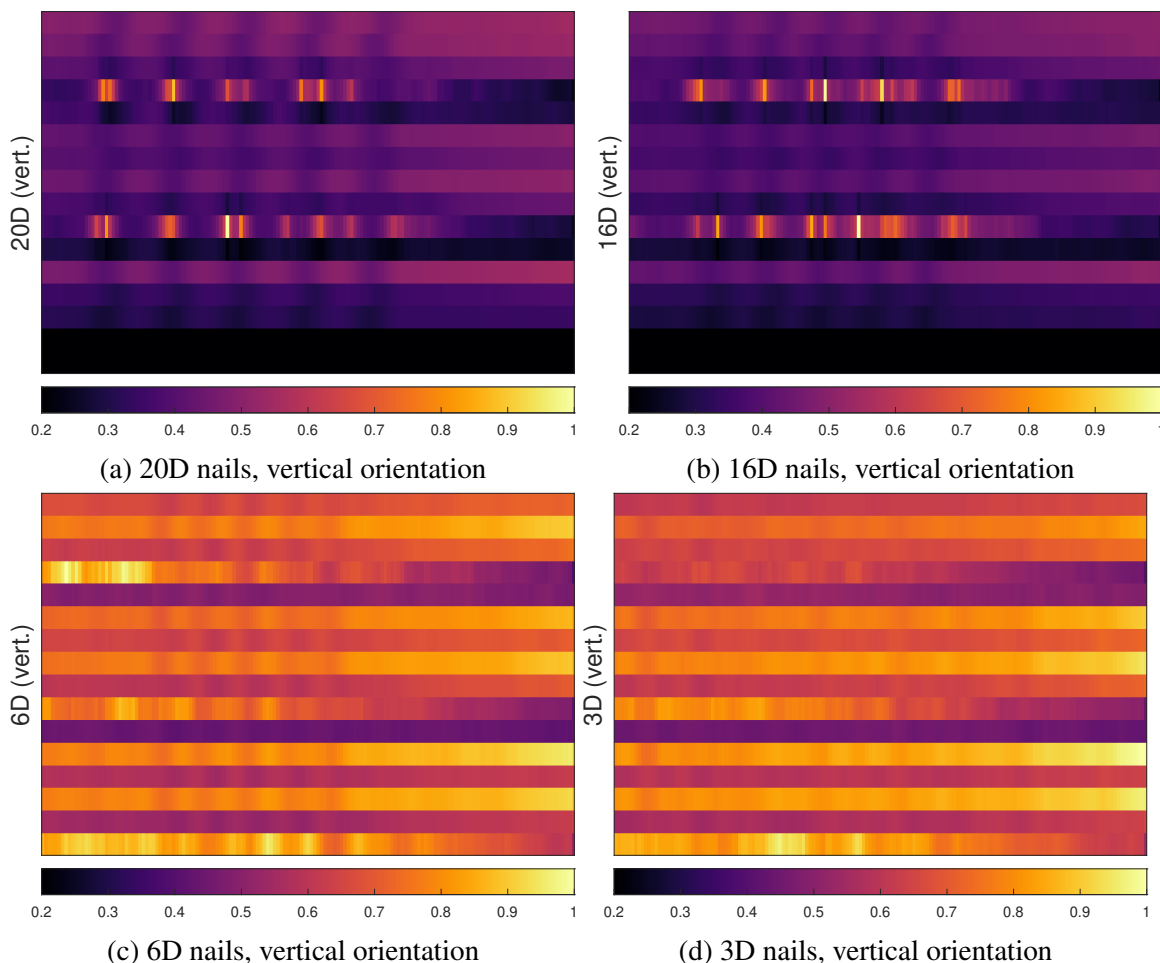 20D (vert.)
0.2 0.3 0.4 0.5 0.6 0.7 0.8 0.9 1
(a) 20D nails, vertical orientation
16D (vert.)
0.2 0.3 0.4 0.5 0.6 0.7 0.8 0.9 1
(b) 16D nails, vertical orientation
6D (vert.)
0.2 0.3 0.4 0.5 0.6 0.7 0.8 0.9 1
(c) 6D nails, vertical orientation
3D (vert.)
0.2 0.3 0.4 0.5 0.6 0.7 0.8 0.9 1
(d) 3D nails, vertical orientation